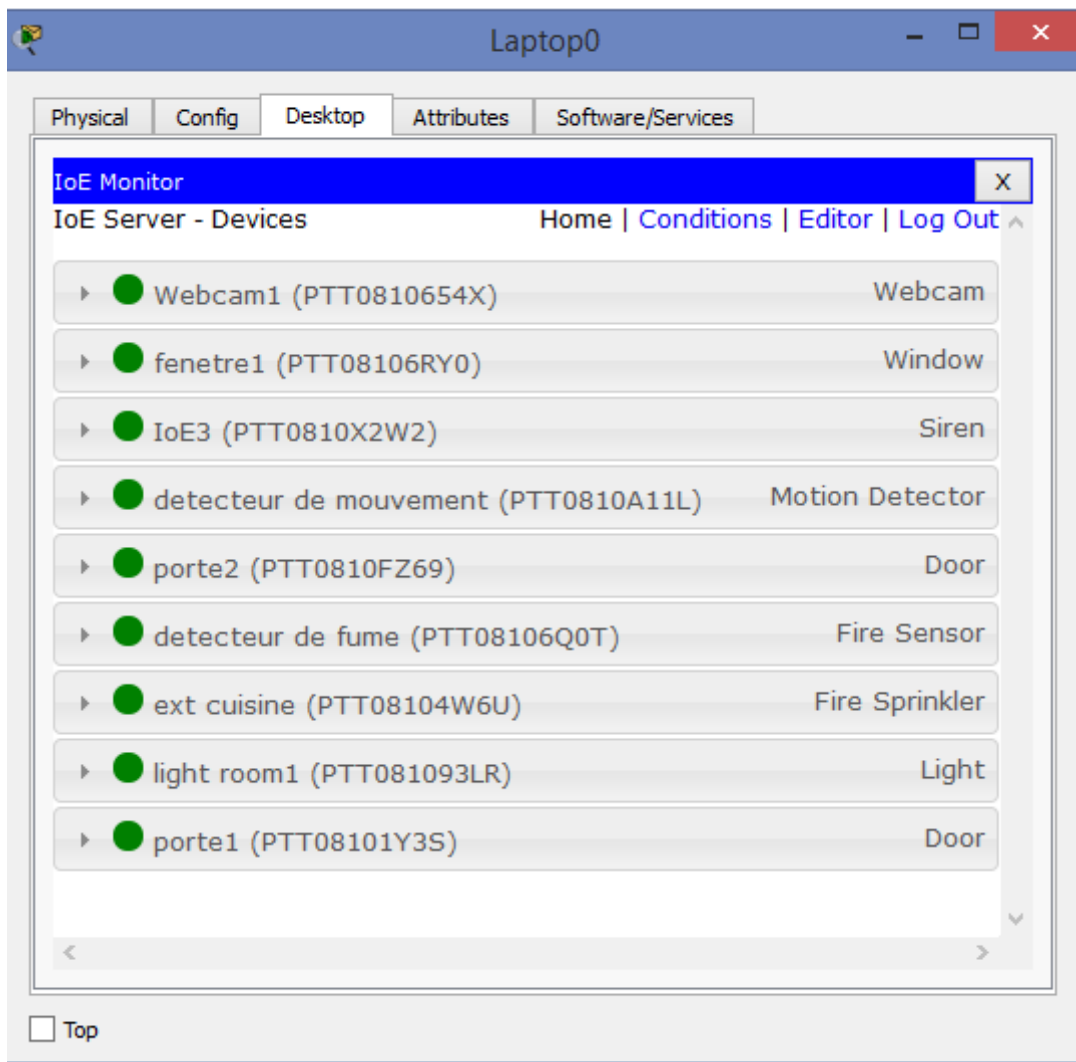 Laptop0
Physical Config Desktop Attributes Software/Services
IoE Monitor X
IoE Server - Devices Home | Conditions | Editor | Log Out
Webcam1 (PTT0810654X) Webcam
fenetre1 (PTT08106RY0) Window
IoE3 (PTT0810X2W2) Siren
detecteur de mouvement (PTT0810A11L) Motion Detector
porte2 (PTT0810FZ69) Door
detecteur de fume (PTT08106Q0T) Fire Sensor
ext cuisine (PTT08104W6U) Fire Sprinkler
light room1 (PTT081093LR) Light
porte1 (PTT08101Y3S) Door
Top